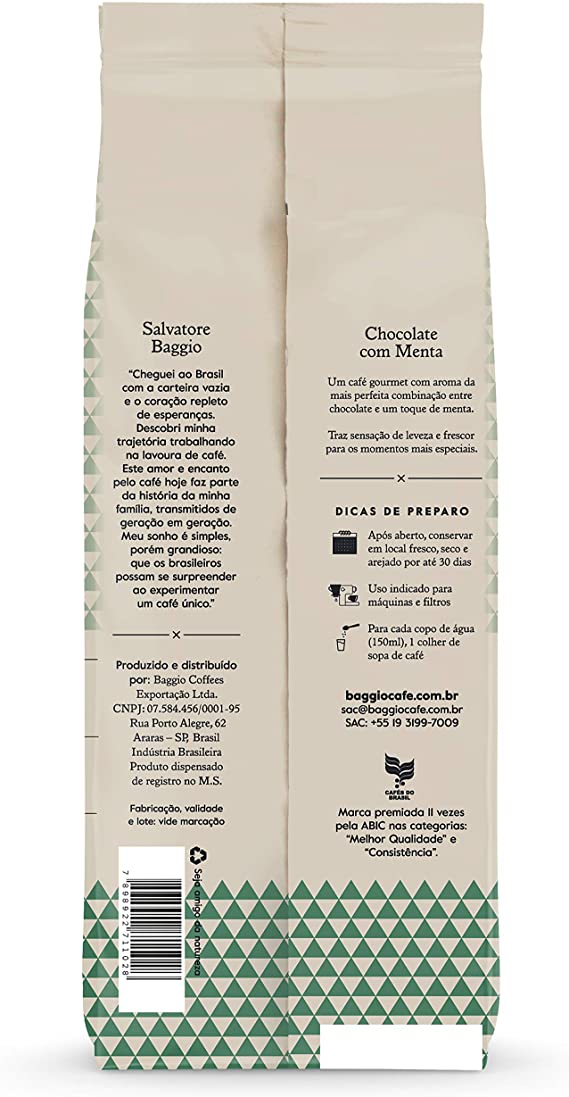 Salvatore
Baggio
“Cheguei ao Brasil
com a carteira vazia
e o coração repleto
de esperanças.
Descobri minha
trajetória trabalhando
na lavoura de café.
Este amor e encanto
pelo café hoje faz parte
da história da minha
família, transmitidos de
geração em geração.
Meu sonho é simples,
porém grandioso:
que os brasileiros
possam se surpreender
ao experimentar
um café único.”
Produzido e distribuído
por: Baggio Coffees
Exportação Ltda.
CNPJ: 07.584.456/0001-95
Rua Porto Alegre, 62
Araras – SP, Brasil
Indústria Brasileira
Produto dispensado
de registro no M.S.
Fabricação, validade
e lote: vide marcação
7898922711028
Seja amigo da natureza
Chocolate
com Menta
Um café gourmet com aroma da
mais perfeita combinação entre
chocolate e um toque de menta.
Traz sensação de leveza e frescor
para os momentos mais especiais.
DICAS DE PREPARO
Após aberto, conservar
em local fresco, seco e
arejado por até 30 dias
Uso indicado para
máquinas e filtros
Para cada copo de água
(150ml), 1 colher de
sopa de café
baggiocafe.com.br
sac@baggiocafe.com.br
SAC: +55 19 3199-7009
CAFÉS DO
BRASIL
Marca premiada 11 vezes
pela ABIC nas categorias:
“Melhor Qualidade” e
“Consistência”.